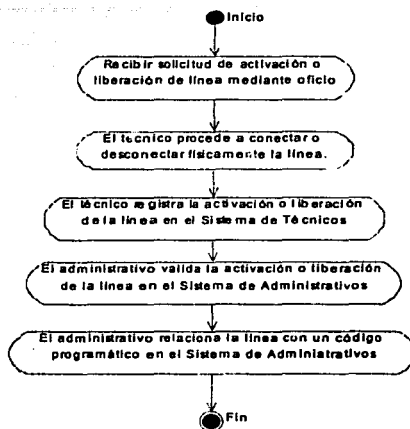 Inicio
Recibir solicitud de activación o
liberación de línea mediante oficio
El técnico procede a conectar o
desconectar físicamente la línea.
El técnico registra la activación o liberación
de la línea en el Sistema de Técnicos
El administrativo valida la activación o liberación
de la línea en el Sistema de Administrativos
El administrativo relaciona la línea con un código
programático en el Sistema de Administrativos
Fin